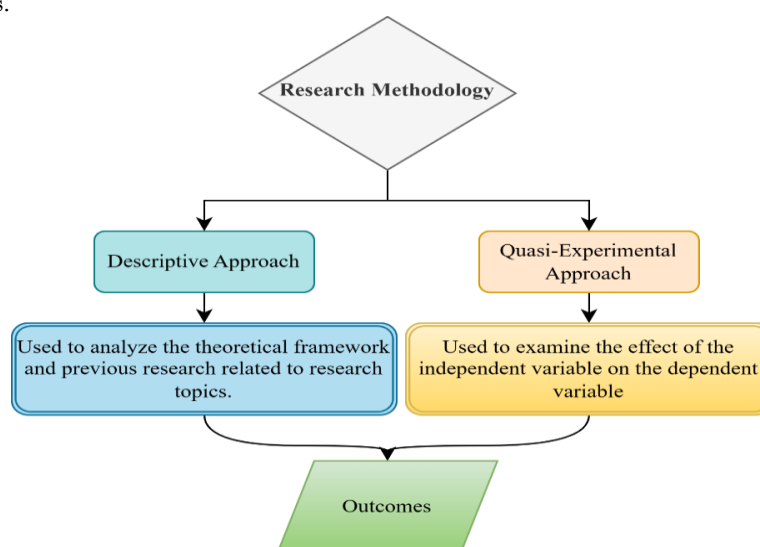 s.
Research Methodology
Descriptive Approach
Quasi-Experimental
Approach
Used to analyze the theoretical framework
and previous research related to research
topics.
Used to examine the effect of the
independent variable on the dependent
variable
Outcomes